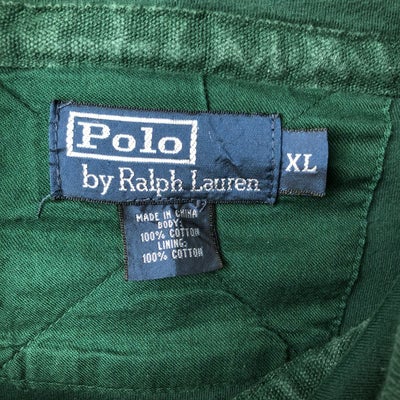 Polo
by Ralph Lauren
XL
MADE IN CHINA
BODY:
100% COTTON
LINING:
100% COTTON